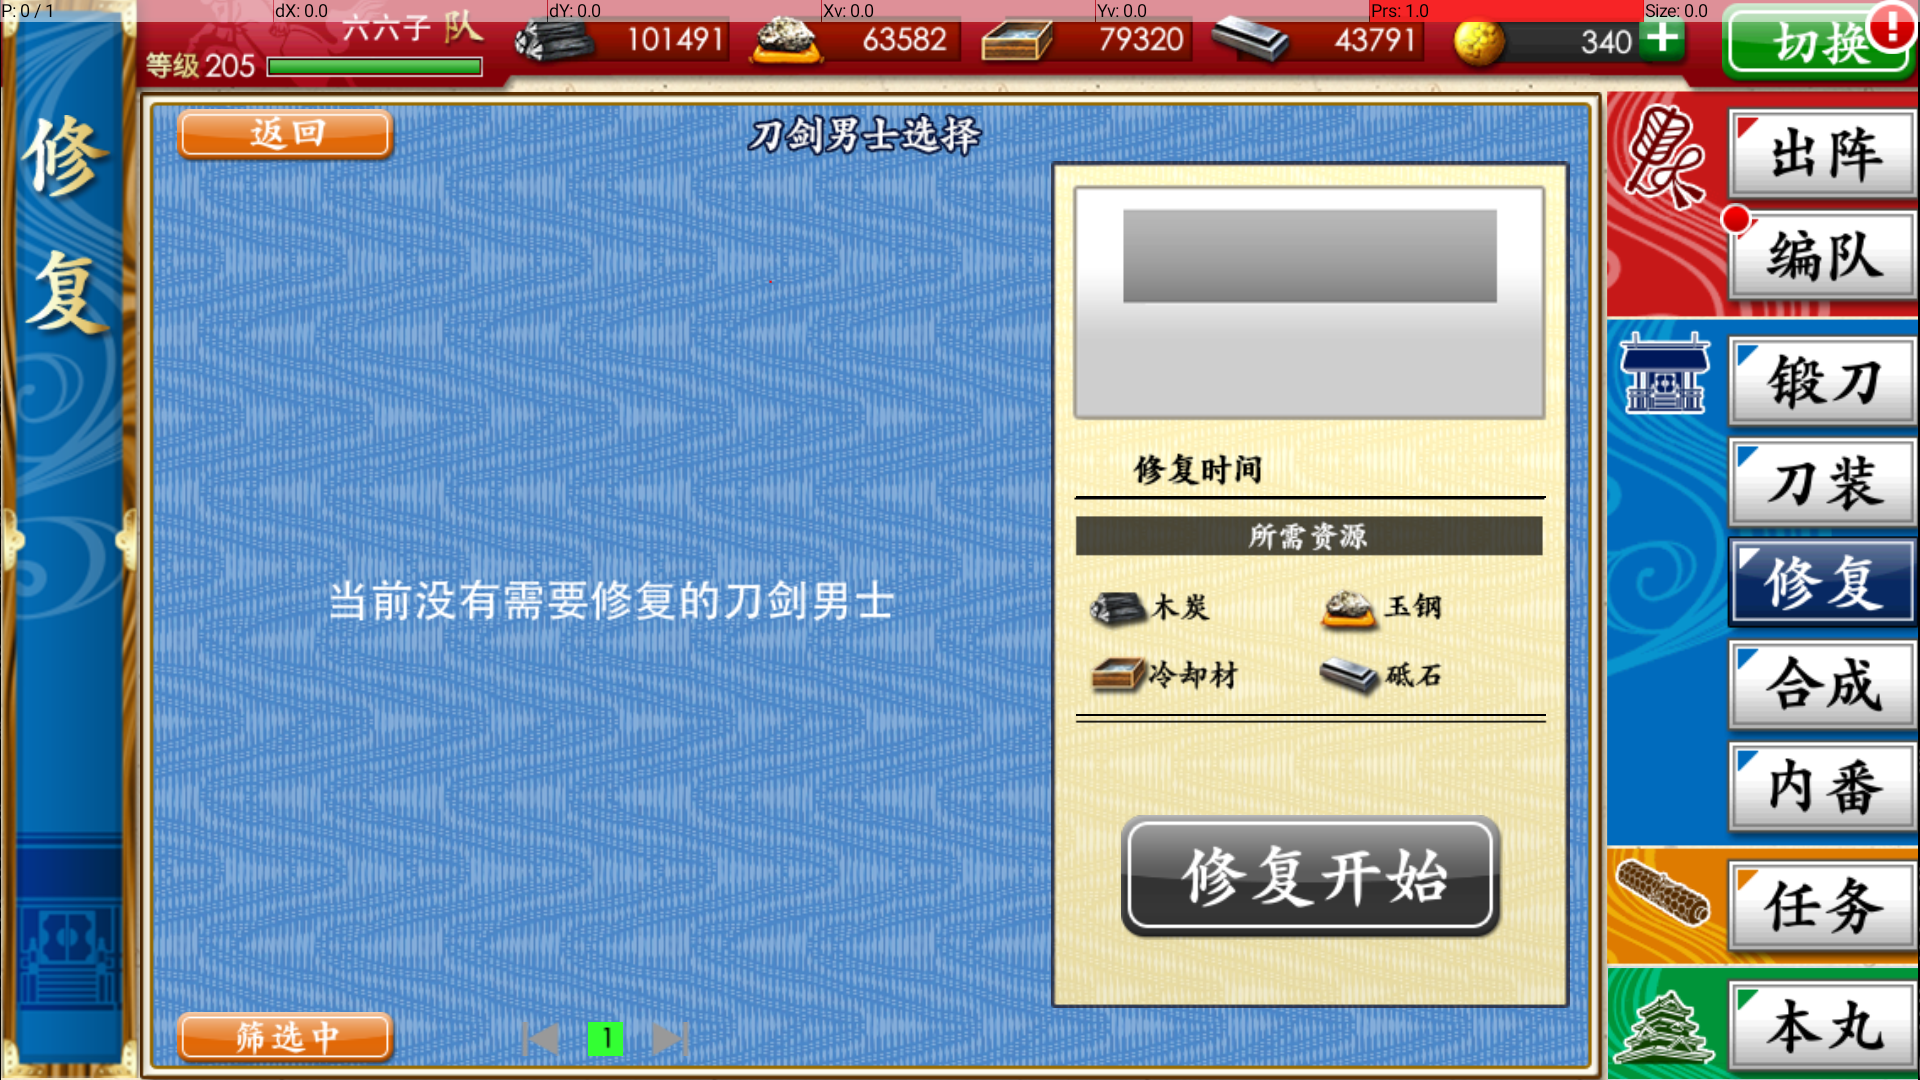 P: 0 / 1 dX: 0.0 dY: 0.0 Xv: 0.0 Yv: 0.0 Prs: 1.0 Size: 0.0
六六子 队
等级 205
101491 63582 79320 43791 340
切换
修复
返回
刀剑男士选择
当前没有需要修复的刀剑男士
筛选中
1
修复时间
所需资源
木炭 玉钢
冷却材 砥石
修复开始
出阵
编队
锻刀
刀装
修复
合成
内番
任务
本丸